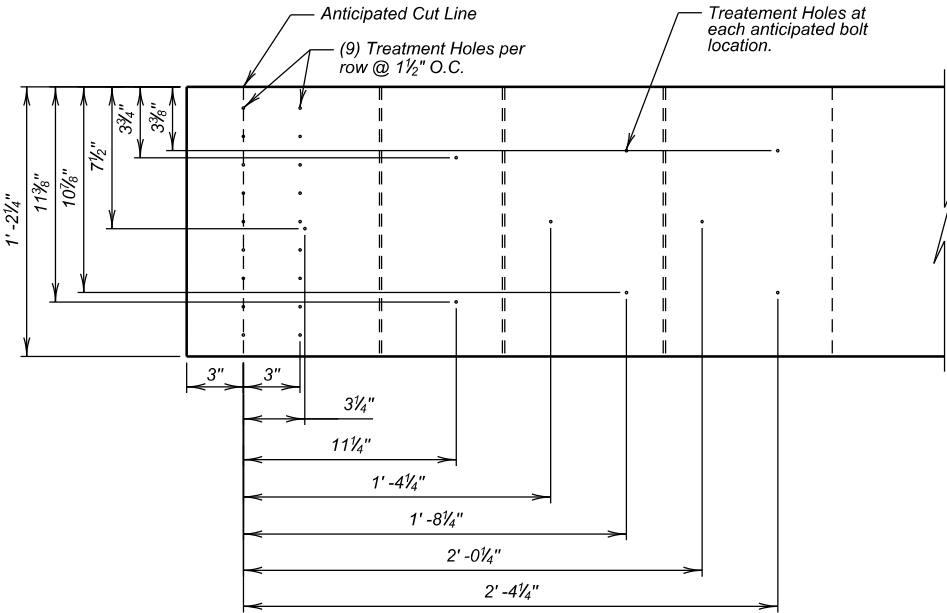 Anticipated Cut Line
(9) Treatment Holes per
row @ 1½" O.C.
Treatement Holes at
each anticipated bolt
location.
1' -2¼"
11⅜"
10⅞"
7½"
3¾"
3⅜"
3"
3"
3¼"
11¼"
1' -4¼"
1' -8¼"
2' -0¼"
2' -4¼"